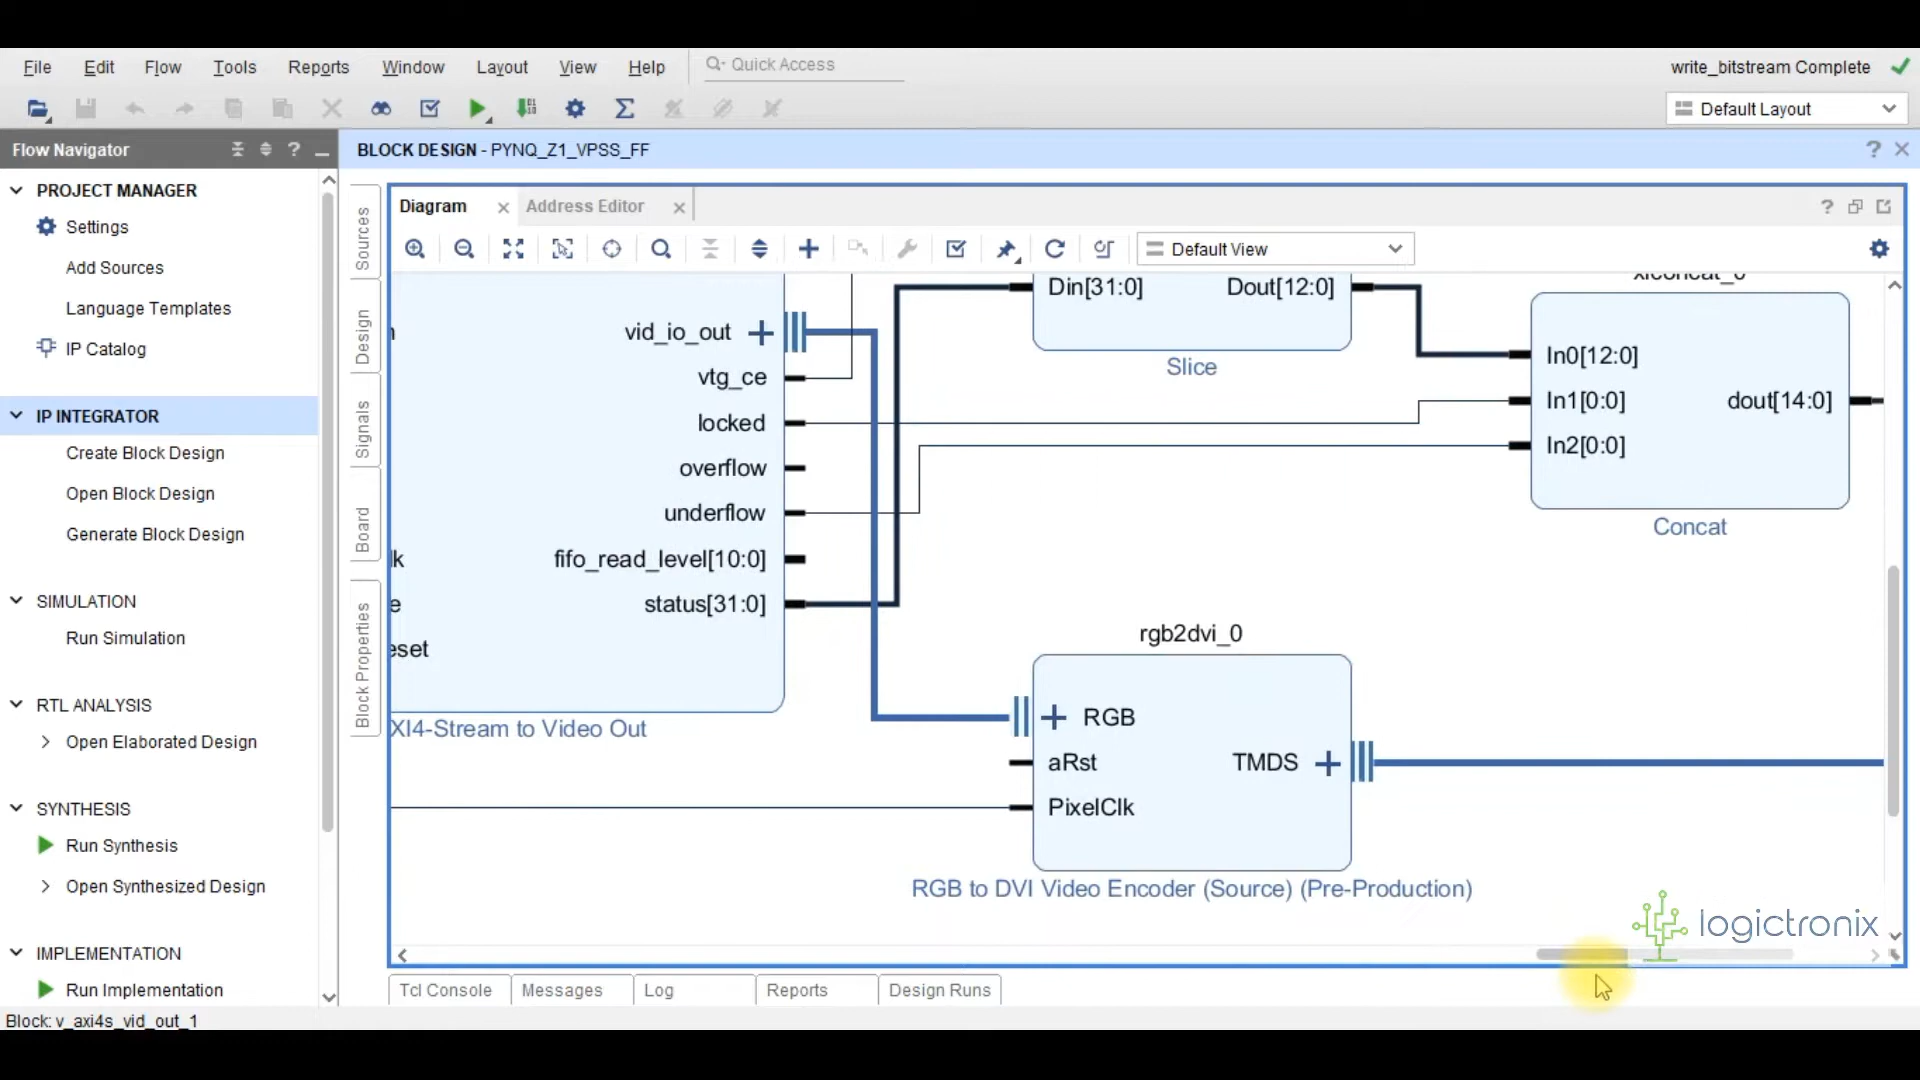 File Edit Flow Tools Reports Window Layout View Help Quick Access write_bitstream Complete
Default Layout
Flow Navigator
BLOCK DESIGN - PYNQ_Z1_VPSS_FF
PROJECT MANAGER
Settings
Add Sources
Language Templates
IP Catalog
IP INTEGRATOR
Create Block Design
Open Block Design
Generate Block Design
SIMULATION
Run Simulation
RTL ANALYSIS
Open Elaborated Design
SYNTHESIS
Run Synthesis
Open Synthesized Design
IMPLEMENTATION
Run Implementation
Sources
Design
Signals
Board
Block Properties
Diagram
Address Editor
Default View
vid_io_out
vtg_ce
locked
overflow
underflow
fifo_read_level[10:0]
status[31:0]
lk
e
eset
XI4-Stream to Video Out
Din[31:0] Dout[12:0]
Slice
In0[12:0]
In1[0:0] dout[14:0]
In2[0:0]
Concat
rgb2dvi_0
RGB
aRst TMDS
PixelClk
RGB to DVI Video Encoder (Source) (Pre-Production)
logictronix
Tcl Console Messages Log Reports Design Runs
Block: v_axi4s_vid_out_1